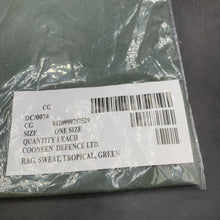 CG
DC/0074
CG 8420999757529
SIZE ONE SIZE
QUANTITY 1 EACH
COONEEN DEFENCE LTD
RAG, SWEAT, TROPICAL, GREEN